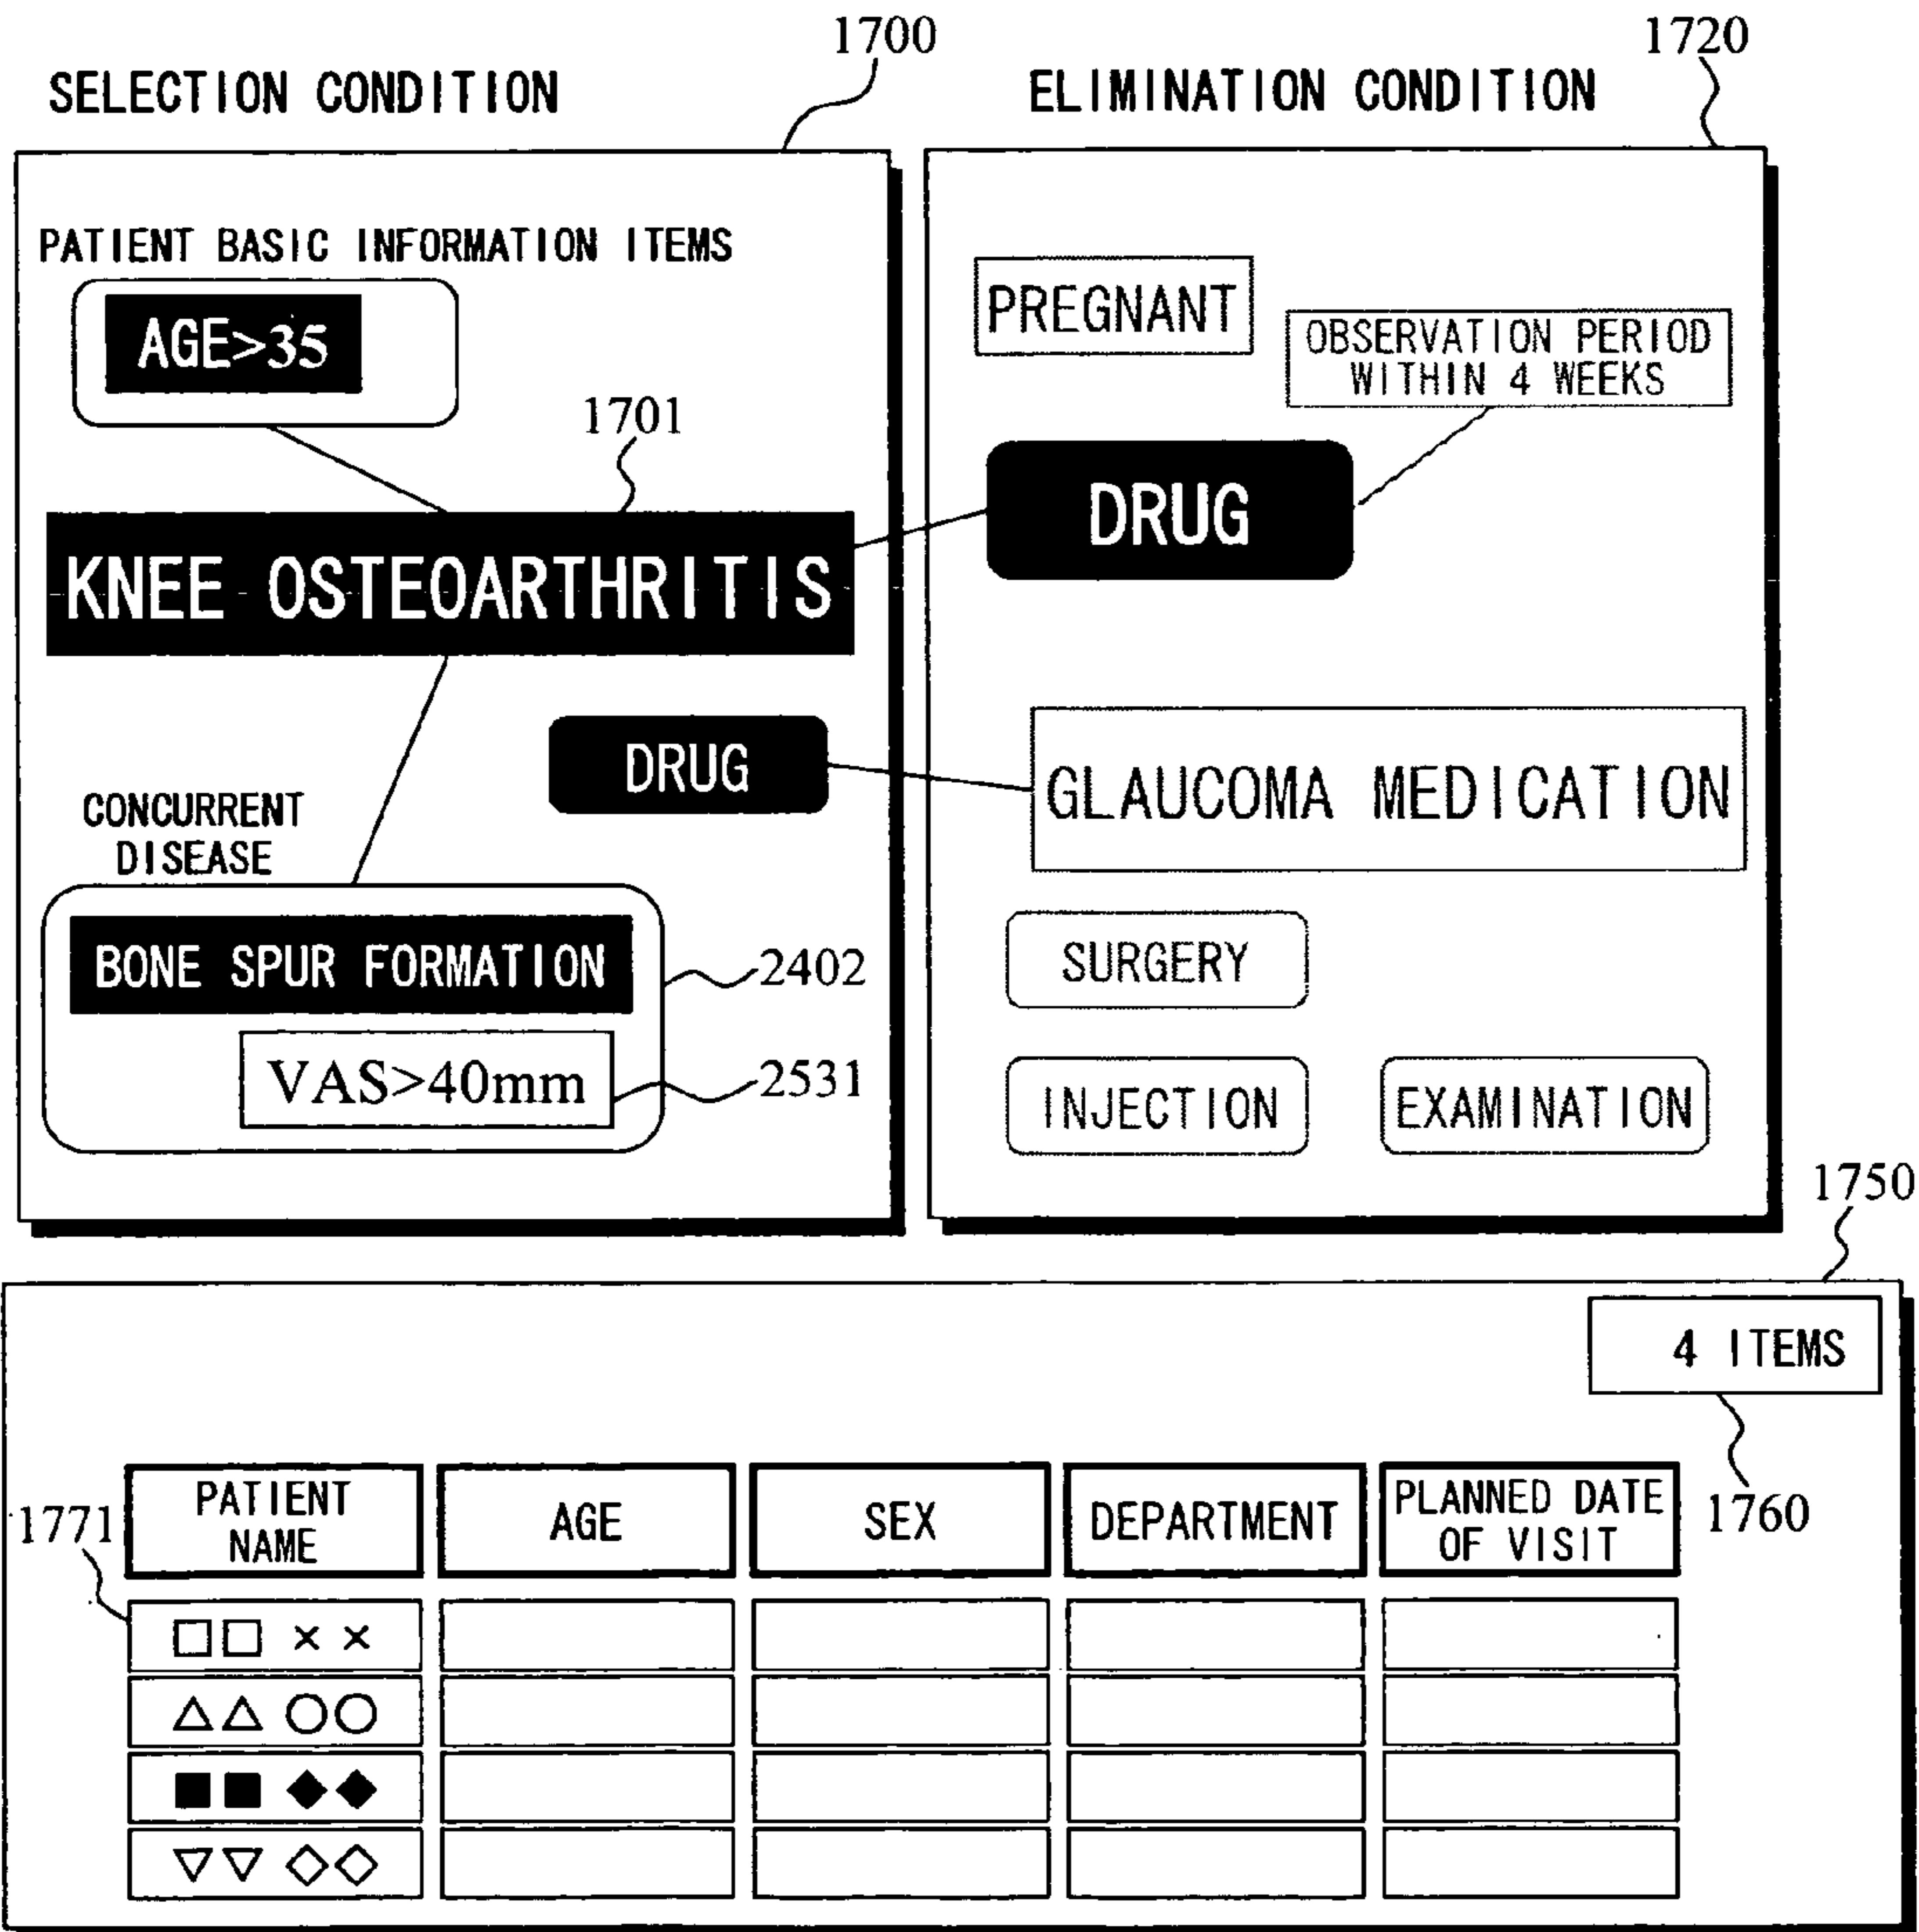 1700
1720
SELECTION CONDITION
ELIMINATION CONDITION
PATIENT BASIC INFORMATION ITEMS
AGE>35
1701
KNEE OSTEOARTHRITIS
DRUG
CONCURRENT
DISEASE
BONE SPUR FORMATION
2402
VAS>40mm
2531
PREGNANT
OBSERVATION PERIOD
WITHIN 4 WEEKS
DRUG
GLAUCOMA MEDICATION
SURGERY
INJECTION
EXAMINATION
1750
4 ITEMS
1760
1771
PATIENT
NAME
AGE
SEX
DEPARTMENT
PLANNED DATE
OF VISIT
□□ ××
△△ ○○
■■ ◆◆
▽▽ ◇◇